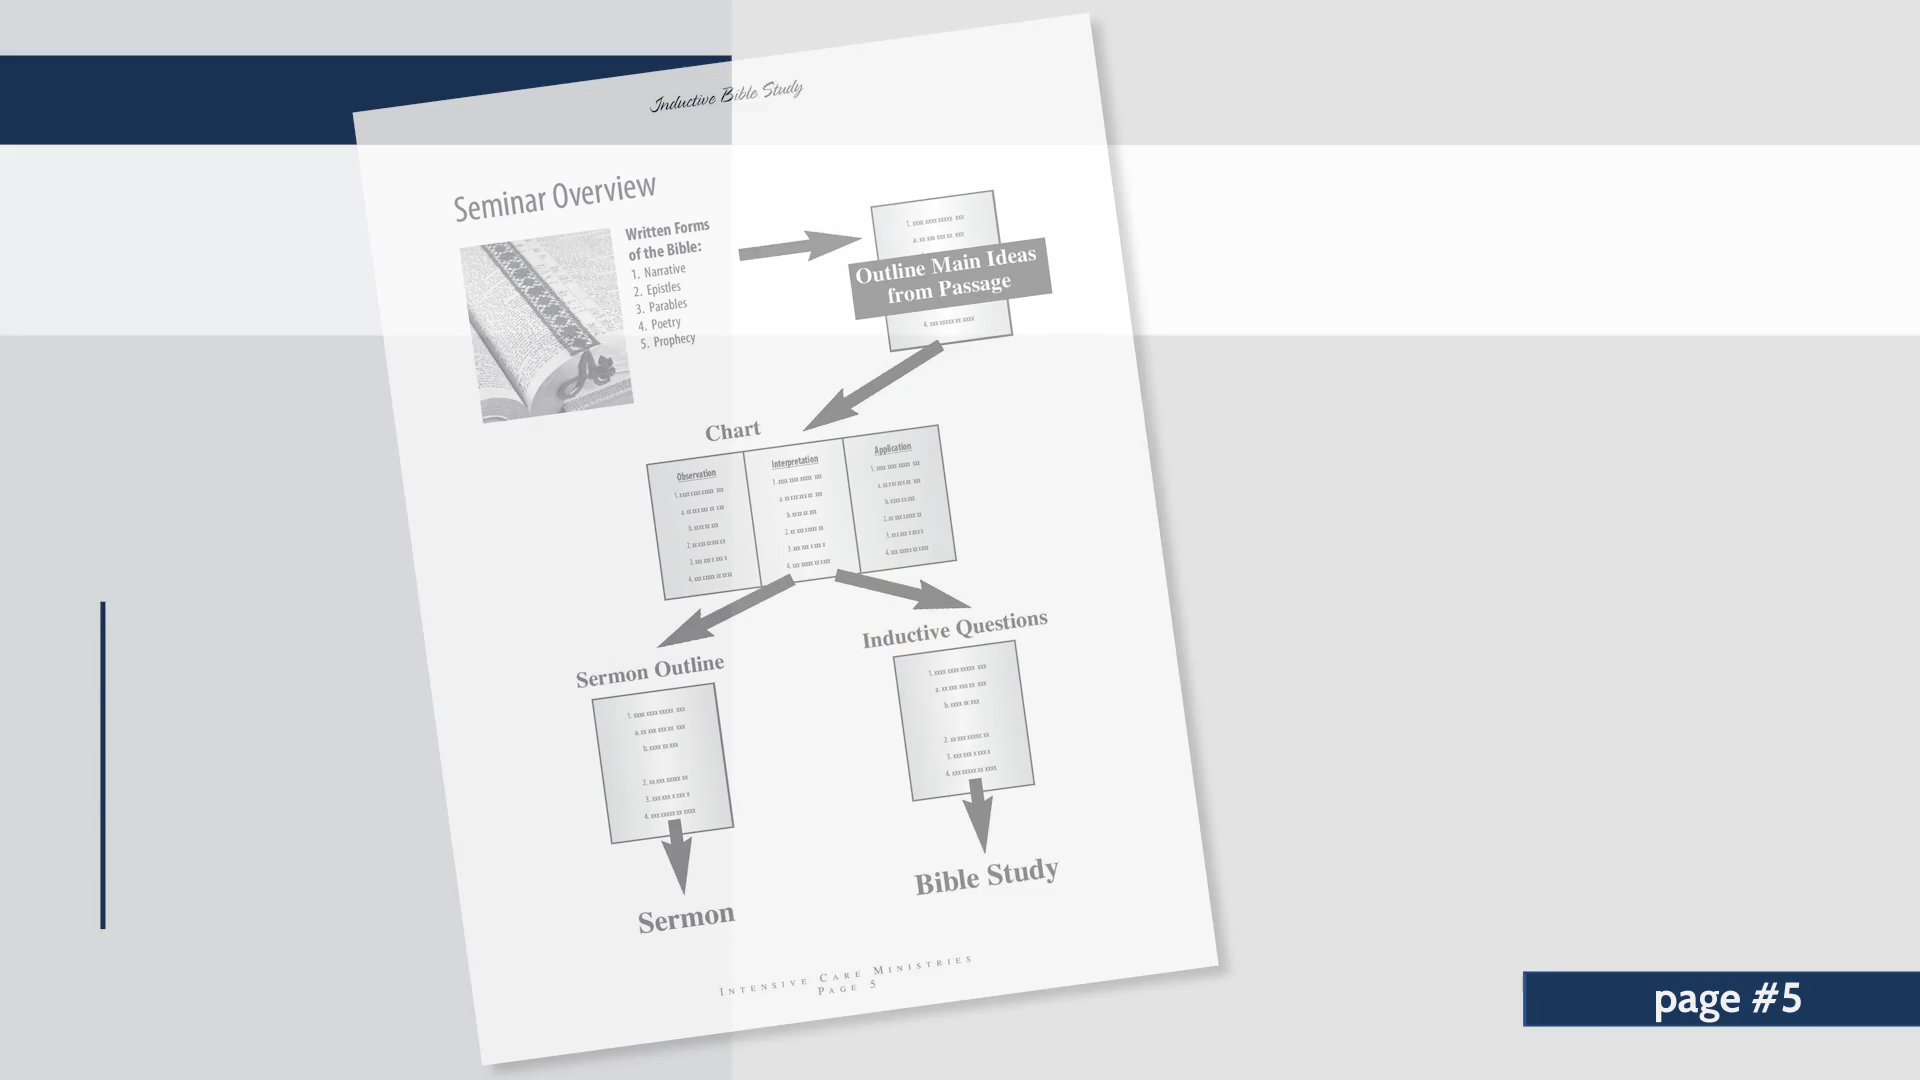 Inductive Bible Study
Seminar Overview
Written Forms
of the Bible:
1. Narrative
2. Epistles
3. Parables
4. Poetry
5. Prophecy
Outline Main Ideas
from Passage
Chart
Observation
Interpretation
Application
Sermon Outline
Inductive Questions
Sermon
Bible Study
Intensive Care Ministries
Page 5
page #5